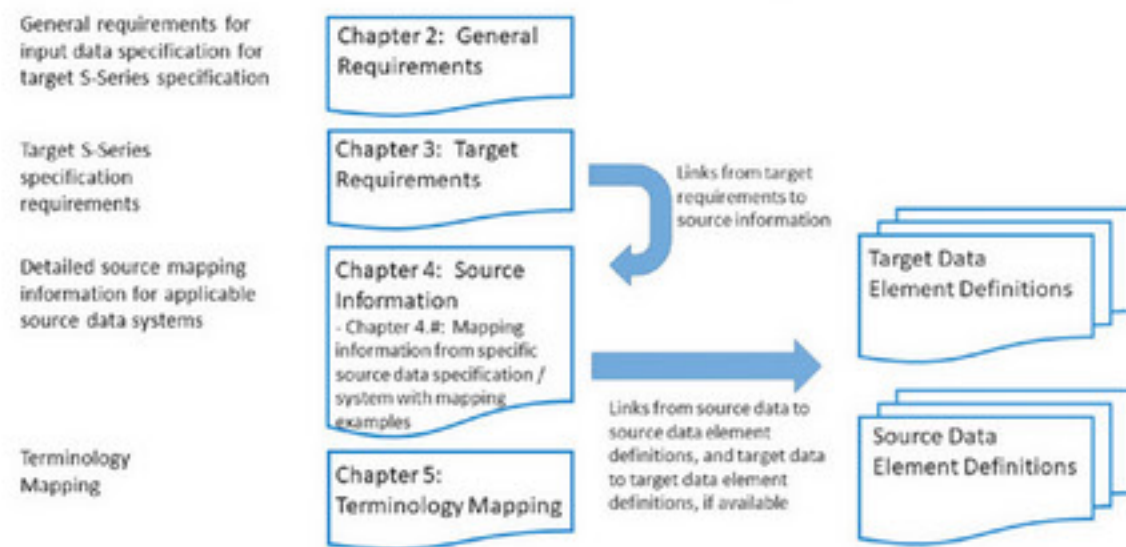 General requirements for
input data specification for
target S-Series specification
Chapter 2: General
Requirements
Target S-Series
specification
requirements
Chapter 3: Target
Requirements
Links from target
requirements to
source information
Detailed source mapping
information for applicable
source data systems
Chapter 4: Source
Information
- Chapter 4.#: Mapping
information from specific
source data specification /
system with mapping
examples
Target Data
Element Definitions
Links from source data to
source data element
definitions, and target data
to target data element
definitions, if available
Source Data
Element Definitions
Terminology
Mapping
Chapter 5:
Terminology Mapping